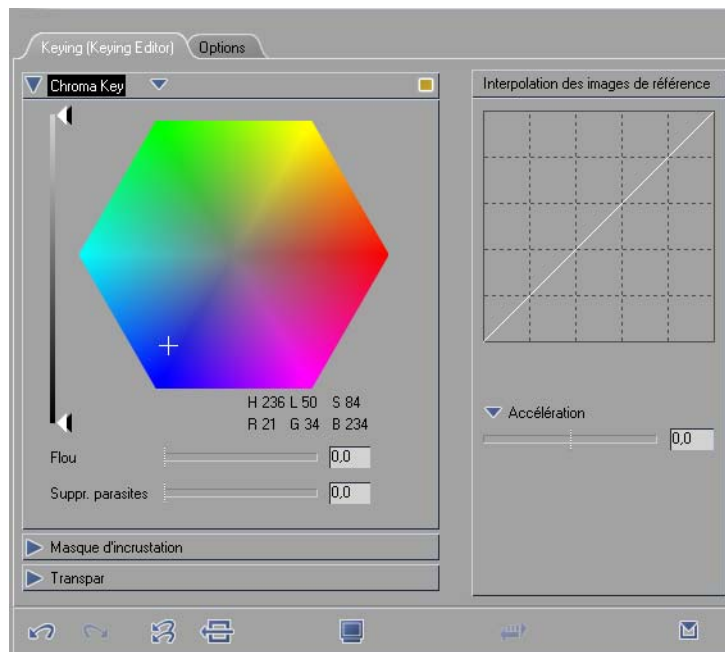 Keying (Keying Editor) Options
Chroma Key
H 236 L 50 S 84
R 21 G 34 B 234
Flou 0,0
Suppr. parasites 0,0
Masque d'incrustation
Transpar
Interpolation des images de référence
Accélération
0,0